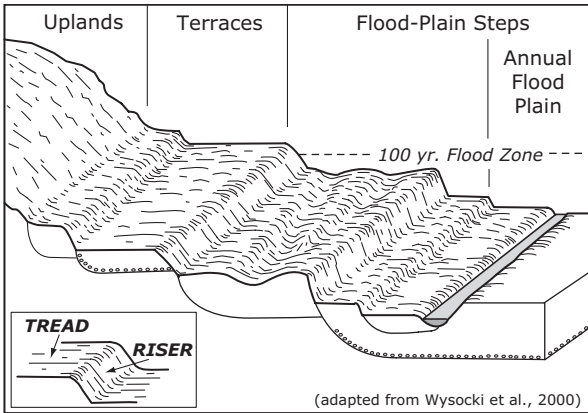 Uplands
Terraces
Flood-Plain Steps
Annual
Flood
Plain
100 yr. Flood Zone
TREAD
RISER
(adapted from Wysocki et al., 2000)